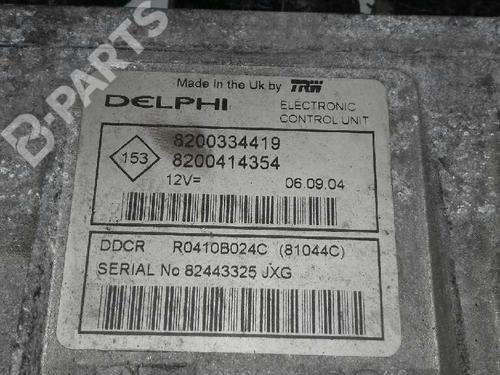 B-PARTS
Made in the Uk by TRW
DELPHI
ELECTRONIC
CONTROL UNIT
153
8200334419
8200414354
12V=
06.09.04
DDCR R0410B024C (81044C)
SERIAL No 82443325 JXG